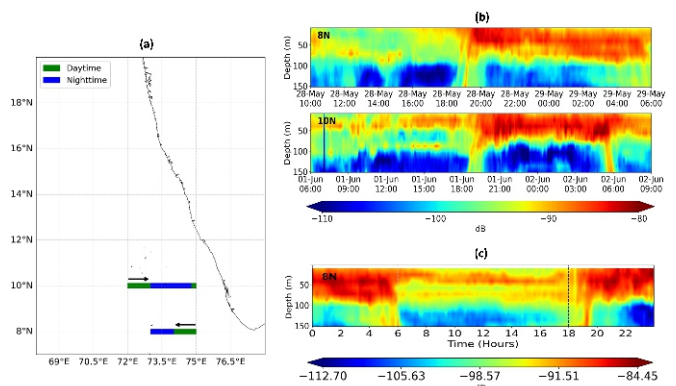 (a)
Daytime
Nighttime
18°N
16°N
14°N
12°N
10°N
8°N
69°E 70.5°E 72°E 73.5°E 75°E 76.5°E
(b)
8N
Depth (m)
50
100
150
28-May 28-May 28-May 28-May 28-May 28-May 28-May 28-May 29-May 29-May 29-May
10:00 12:00 14:00 16:00 18:00 20:00 22:00 00:00 02:00 04:00 06:00
10N
Depth (m)
50
100
150
01-Jun 01-Jun 01-Jun 01-Jun 01-Jun 01-Jun 02-Jun 02-Jun 02-Jun 02-Jun
06:00 09:00 12:00 15:00 18:00 21:00 00:00 03:00 06:00 09:00
−110 −100 −90 −80
dB
(c)
8N
Depth (m)
50
100
150
0 2 4 6 8 10 12 14 16 18 20 22
Time (Hours)
−112.70 −105.63 −98.57 −91.51 −84.45